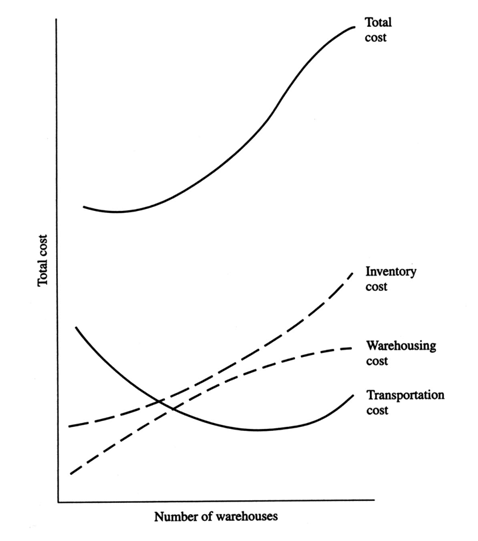 Total
cost
Total cost
Inventory
cost
Warehousing
cost
Transportation
cost
Number of warehouses